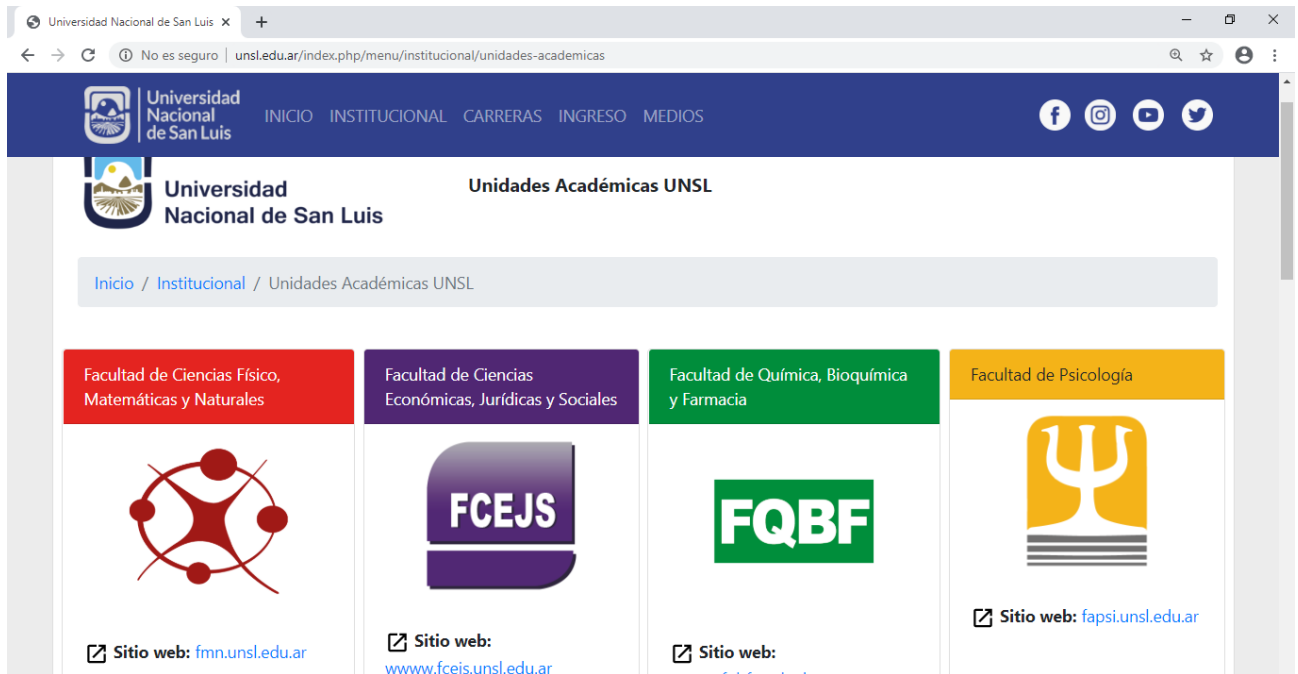 Universidad Nacional de San Luis
No es seguro | unsl.edu.ar/index.php/menu/institucional/unidades-academicas
Universidad
Nacional
de San Luis
INICIO INSTITUCIONAL CARRERAS INGRESO MEDIOS
Universidad
Nacional de San Luis
Unidades Académicas UNSL
Inicio / Institucional / Unidades Académicas UNSL
Facultad de Ciencias Físico,
Matemáticas y Naturales
Facultad de Ciencias
Económicas, Jurídicas y Sociales
Facultad de Química, Bioquímica
y Farmacia
Facultad de Psicología
FCEJS
FQBF
Sitio web: fmn.unsl.edu.ar
Sitio web:
wwww.fceis.unsl.edu.ar
Sitio web:
Sitio web: fapsi.unsl.edu.ar